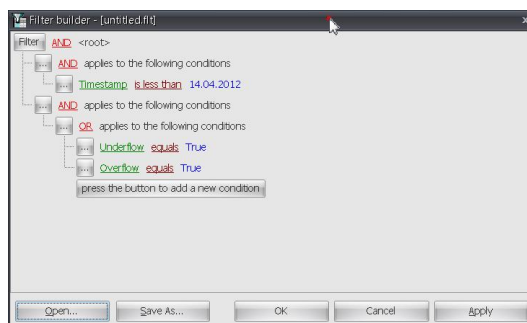 Filter builder - [untitled.flt]
Filter AND <root>
... AND applies to the following conditions
... Timestamp is less than 14.04.2012
... AND applies to the following conditions
... OR applies to the following conditions
... Underflow equals True
... Overflow equals True
press the button to add a new condition
Open... Save As... OK Cancel Apply